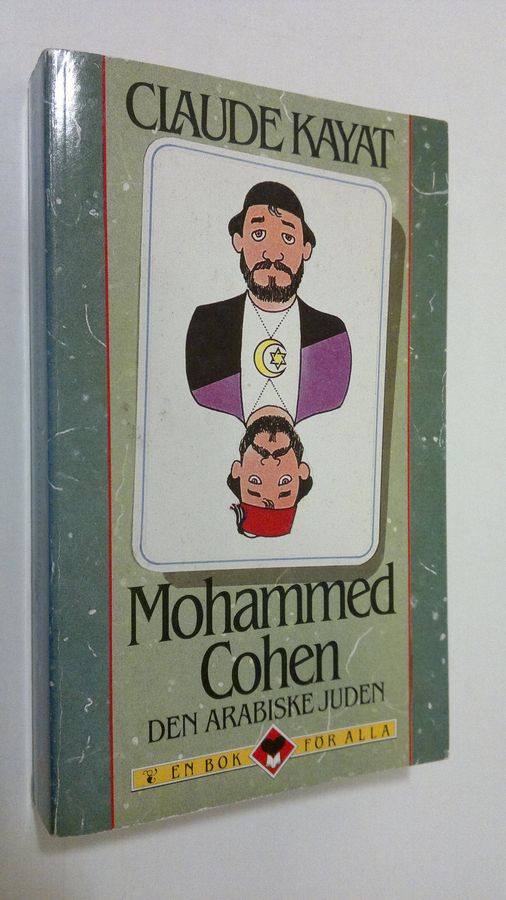 CLAUDE KAYAT
Mohammed
Cohen
DEN ARABISKE JUDEN
EN BOK FÖR ALLA